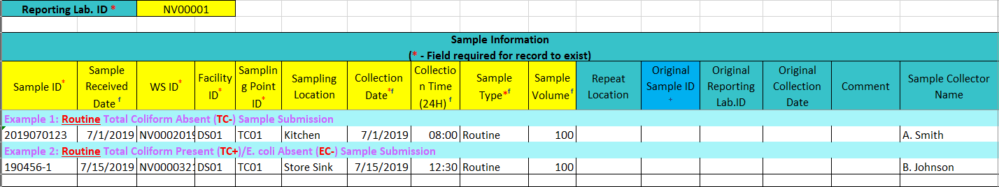 Reporting Lab. ID * NV00001
Sample Information
(* - Field required for record to exist)
Sample ID* Sample Received Date f WS ID* Facility ID* Samplin g Point ID* Sampling Location Collection Date*f Collectio n Time (24H) f Sample Type*f Sample Volume f Repeat Location Original Sample ID + Original Reporting Lab.ID Original Collection Date Comment Sample Collector Name
Example 1: Routine Total Coliform Absent (TC-) Sample Submission
2019070123 7/1/2019 NV0002019 DS01 TC01 Kitchen 7/1/2019 08:00 Routine 100 A. Smith
Example 2: Routine Total Coliform Present (TC+)/E. coli Absent (EC-) Sample Submission
190456-1 7/15/2019 NV0000321 DS01 TC01 Store Sink 7/15/2019 12:30 Routine 100 B. Johnson